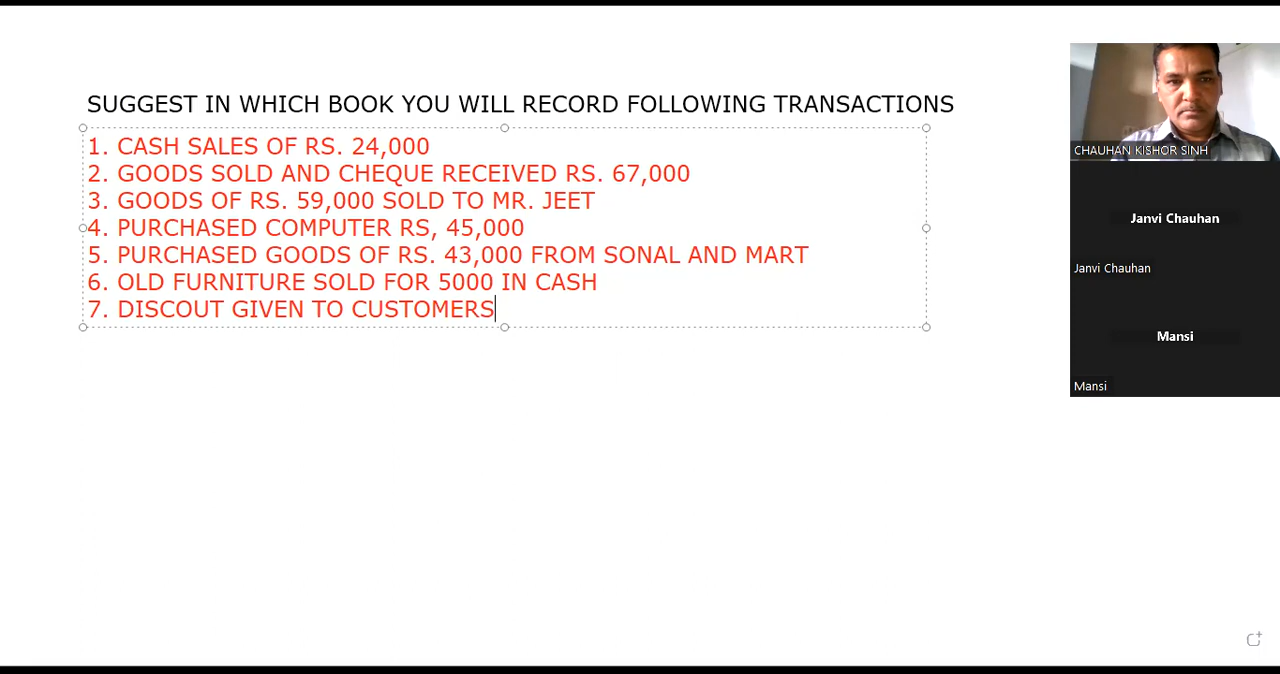 SUGGEST IN WHICH BOOK YOU WILL RECORD FOLLOWING TRANSACTIONS
1. CASH SALES OF RS. 24,000
2. GOODS SOLD AND CHEQUE RECEIVED RS. 67,000
3. GOODS OF RS. 59,000 SOLD TO MR. JEET
4. PURCHASED COMPUTER RS, 45,000
5. PURCHASED GOODS OF RS. 43,000 FROM SONAL AND MART
6. OLD FURNITURE SOLD FOR 5000 IN CASH
7. DISCOUT GIVEN TO CUSTOMERS
CHAUHAN KISHOR SINH
Janvi Chauhan
Janvi Chauhan
Mansi
Mansi